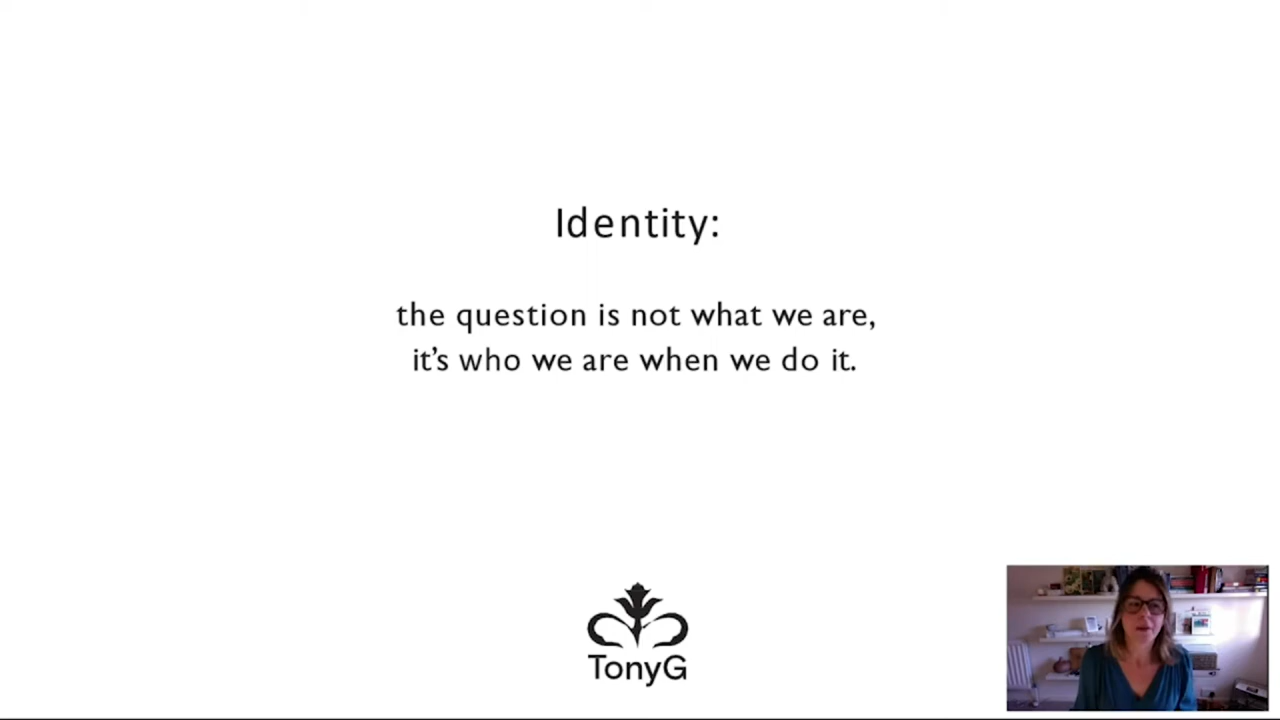 Identity:
the question is not what we are,
it’s who we are when we do it.
TonyG